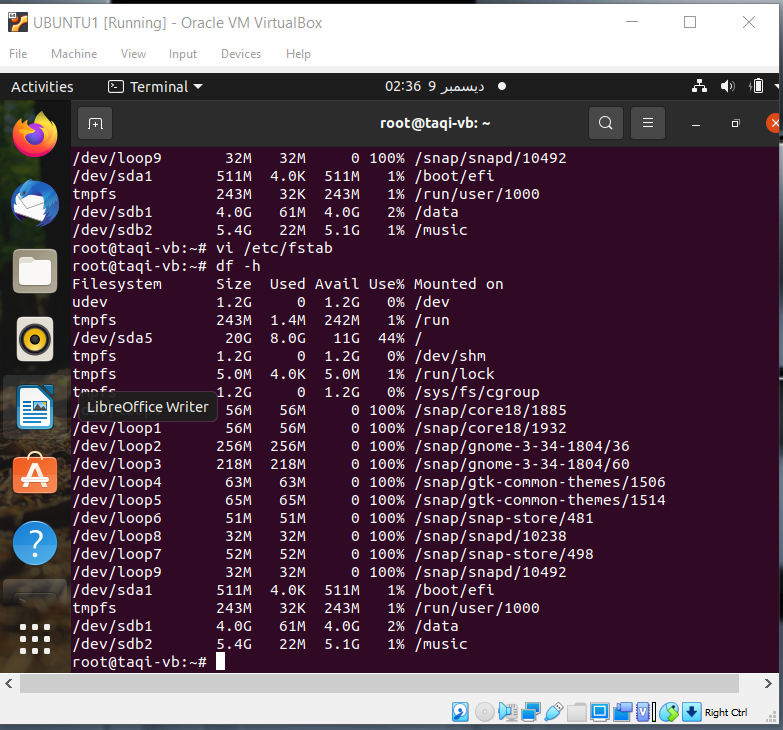 UBUNTU1 [Running] - Oracle VM VirtualBox
File Machine View Input Devices Help
Activities Terminal 02:36 9 ديسمبر
root@taqi-vb: ~
/dev/loop9 32M 32M 0 100% /snap/snapd/10492
/dev/sda1 511M 4.0K 511M 1% /boot/efi
tmpfs 243M 32K 243M 1% /run/user/1000
/dev/sdb1 4.0G 61M 4.0G 2% /data
/dev/sdb2 5.4G 22M 5.1G 1% /music
root@taqi-vb:~# vi /etc/fstab
root@taqi-vb:~# df -h
Filesystem Size Used Avail Use% Mounted on
udev 1.2G 0 1.2G 0% /dev
tmpfs 243M 1.4M 242M 1% /run
/dev/sda5 20G 8.0G 11G 44% /
tmpfs 1.2G 0 1.2G 0% /dev/shm
tmpfs 5.0M 4.0K 5.0M 1% /run/lock
tmpfs 1.2G 0 1.2G 0% /sys/fs/cgroup
LibreOffice Writer
56M 56M 0 100% /snap/core18/1885
/dev/loop1 56M 56M 0 100% /snap/core18/1932
/dev/loop2 256M 256M 0 100% /snap/gnome-3-34-1804/36
/dev/loop3 218M 218M 0 100% /snap/gnome-3-34-1804/60
/dev/loop4 63M 63M 0 100% /snap/gtk-common-themes/1506
/dev/loop5 65M 65M 0 100% /snap/gtk-common-themes/1514
/dev/loop6 51M 51M 0 100% /snap/snap-store/481
/dev/loop8 32M 32M 0 100% /snap/snapd/10238
/dev/loop7 52M 52M 0 100% /snap/snap-store/498
/dev/loop9 32M 32M 0 100% /snap/snapd/10492
/dev/sda1 511M 4.0K 511M 1% /boot/efi
tmpfs 243M 32K 243M 1% /run/user/1000
/dev/sdb1 4.0G 61M 4.0G 2% /data
/dev/sdb2 5.4G 22M 5.1G 1% /music
root@taqi-vb:~#
Right Ctrl